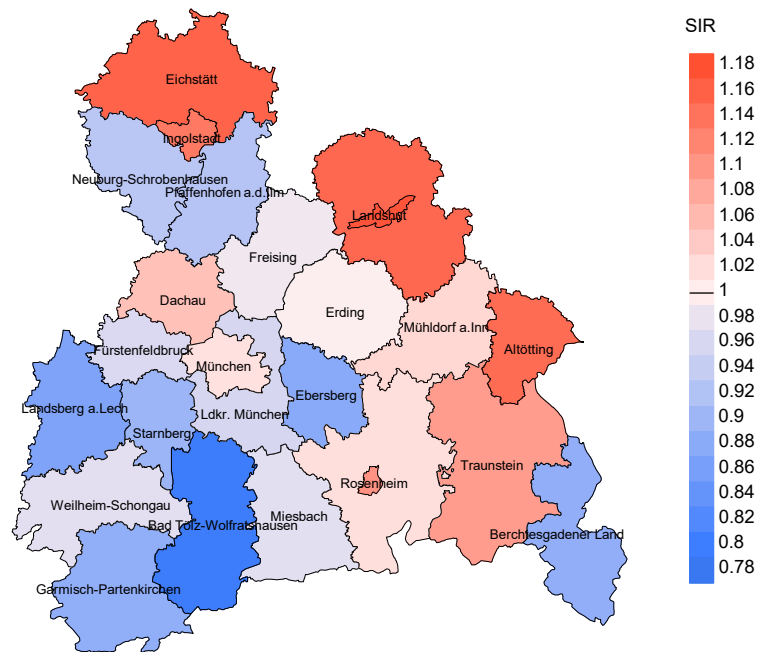 SIR
1.18
1.16
1.14
1.1
1.08
1.06
1.04
1.02
1
0.98
0.96
0.94
0.92
0.9
0.88
0.86
0.84
0.82
0.8
0.78
Eichstätt
Ingolstadt
Neuburg-Schrobenhausen
Pfaffenhofen a.d.Ilm
Landshut
Freising
Dachau
Erding
Mühldorf a.Inn
Altötting
Fürstenfeldbruck
München
Landsberg a.Lech
Starnberg
Ldkr. München
Ebersberg
Traunstein
Rosenheim
Weilheim-Schongau
Bad Tölz-Wolfratshausen
Miesbach
Berchtesgadener Land
Garmisch-Partenkirchen